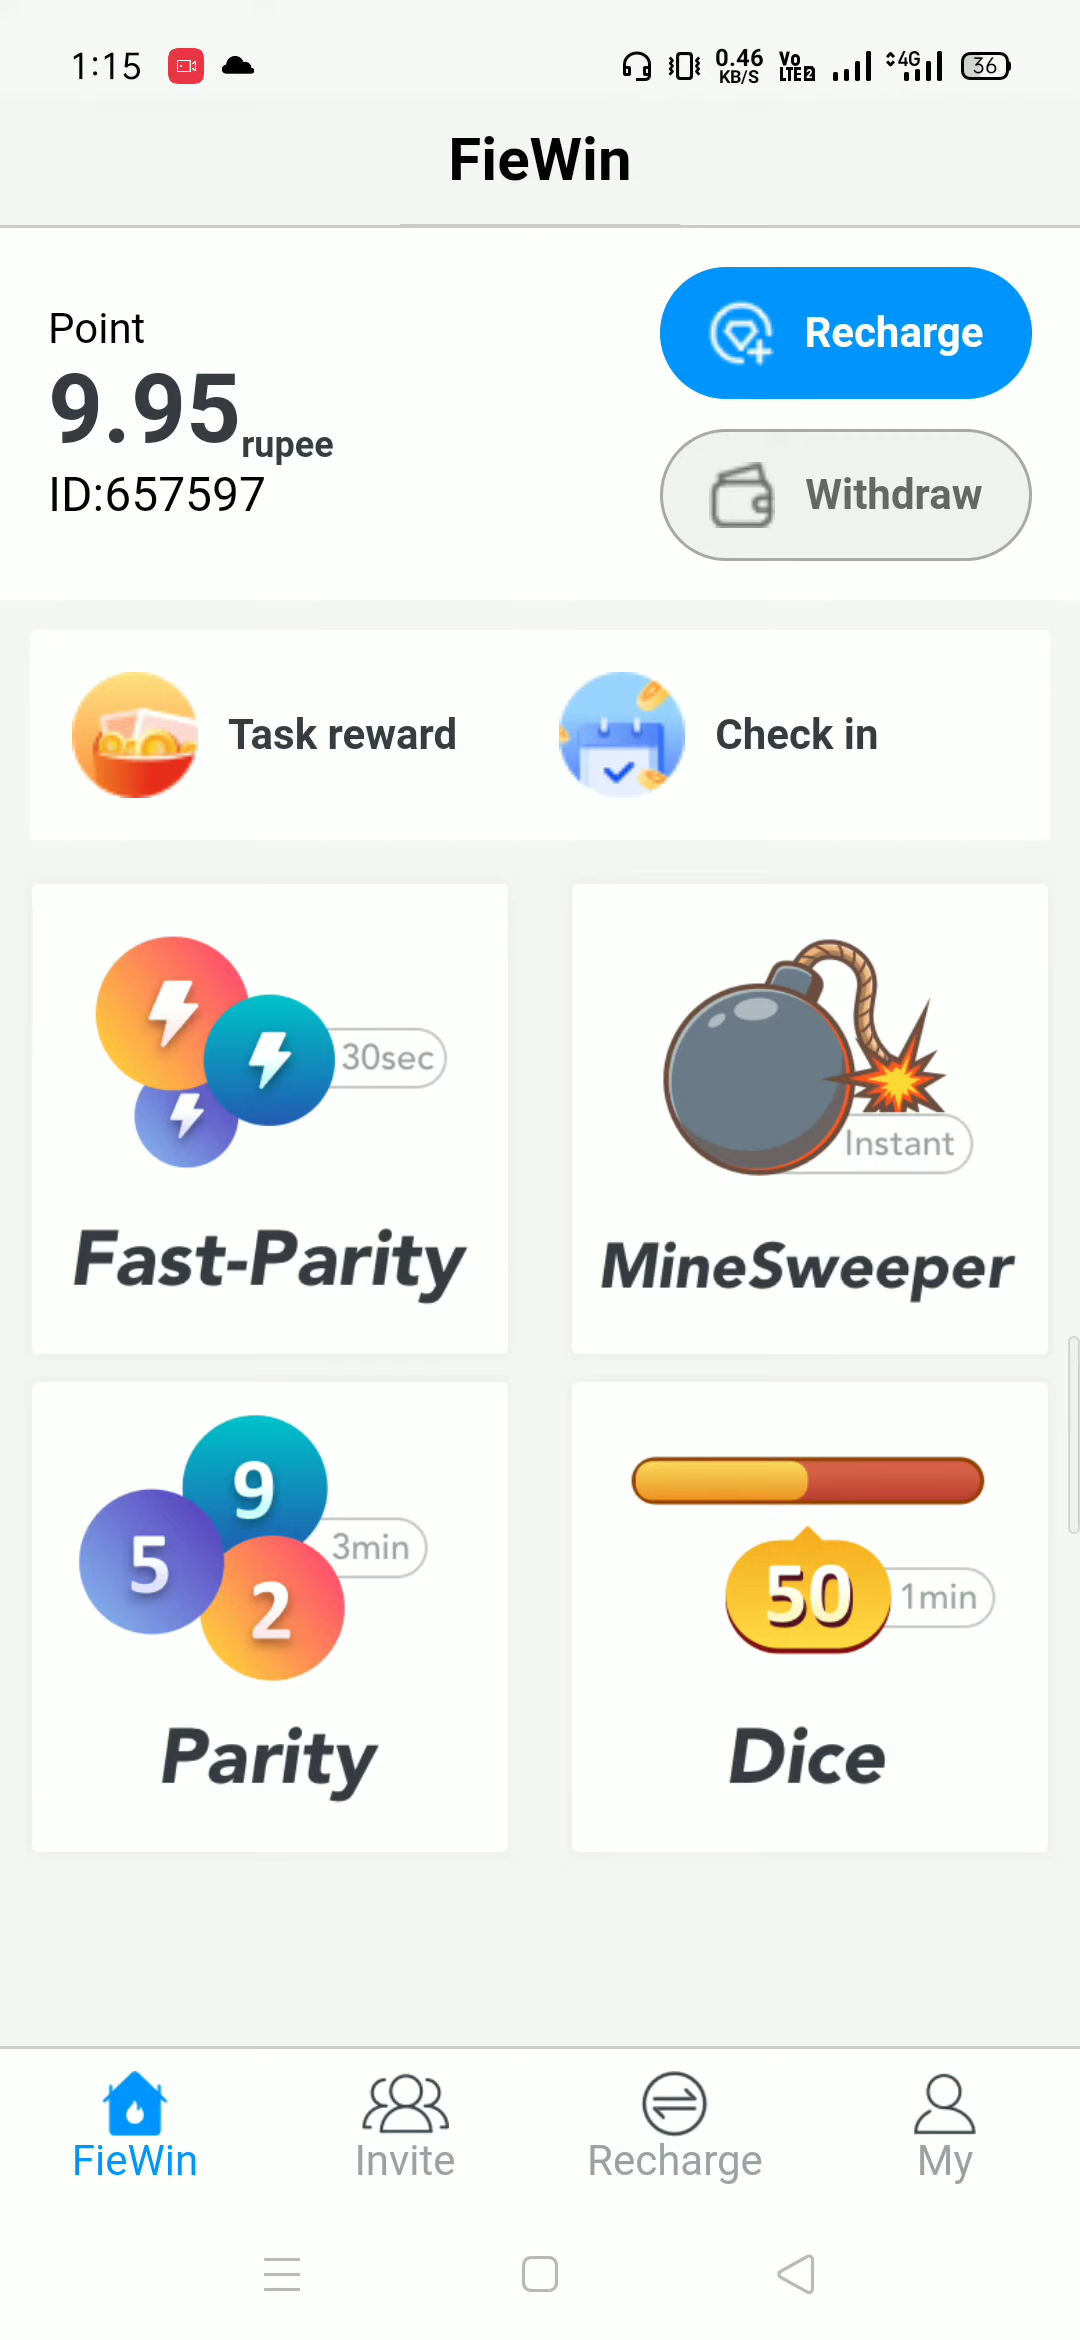 1:15
0.46
KB/S
Vo
LTE 2
4G
36
FieWin
Point
9.95 rupee
ID:657597
Recharge
Withdraw
Task reward
Check in
30sec
Fast-Parity
Instant
MineSweeper
9
5
2
3min
Parity
50
1min
Dice
FieWin
Invite
Recharge
My